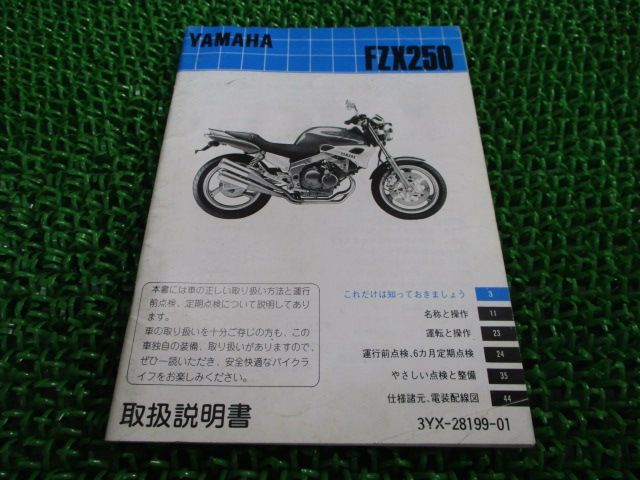 YAMAHA
FZX250
本書には車の正しい取り扱い方法と運行
前点検、定期点検について説明してあり
ます。
車の取り扱いを十分ご存じの方も、この
車独自の装備、取り扱いがありますので、
ぜひ一読いただき、安全快適なバイクラ
イフをお楽しみください。
これだけは知っておきましょう 3
名称と操作 11
運転と操作 23
運行前点検、6カ月定期点検 24
やさしい点検と整備 35
仕様諸元、電装配線図 44
取扱説明書
3YX-28199-01